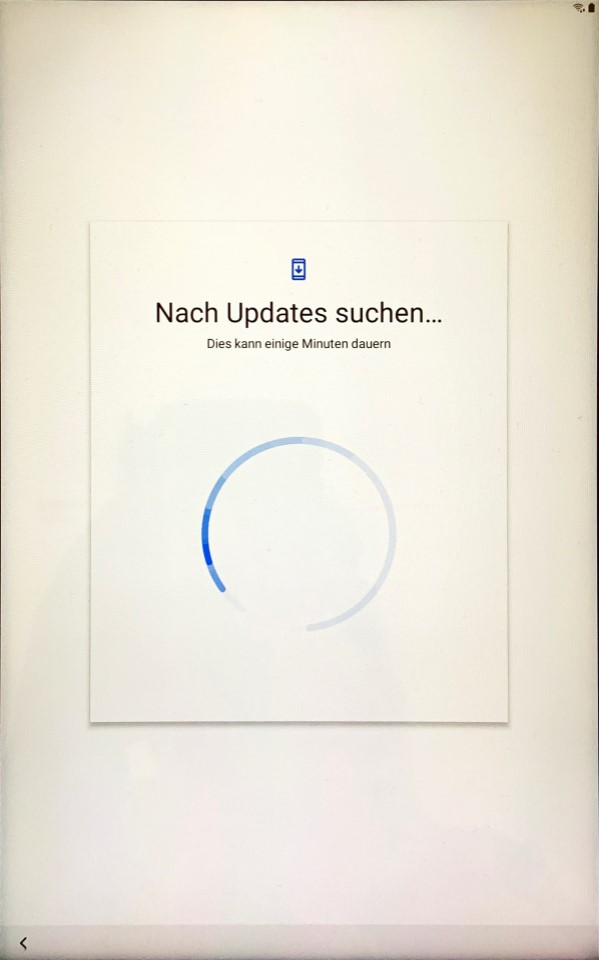 Nach Updates suchen…
Dies kann einige Minuten dauern